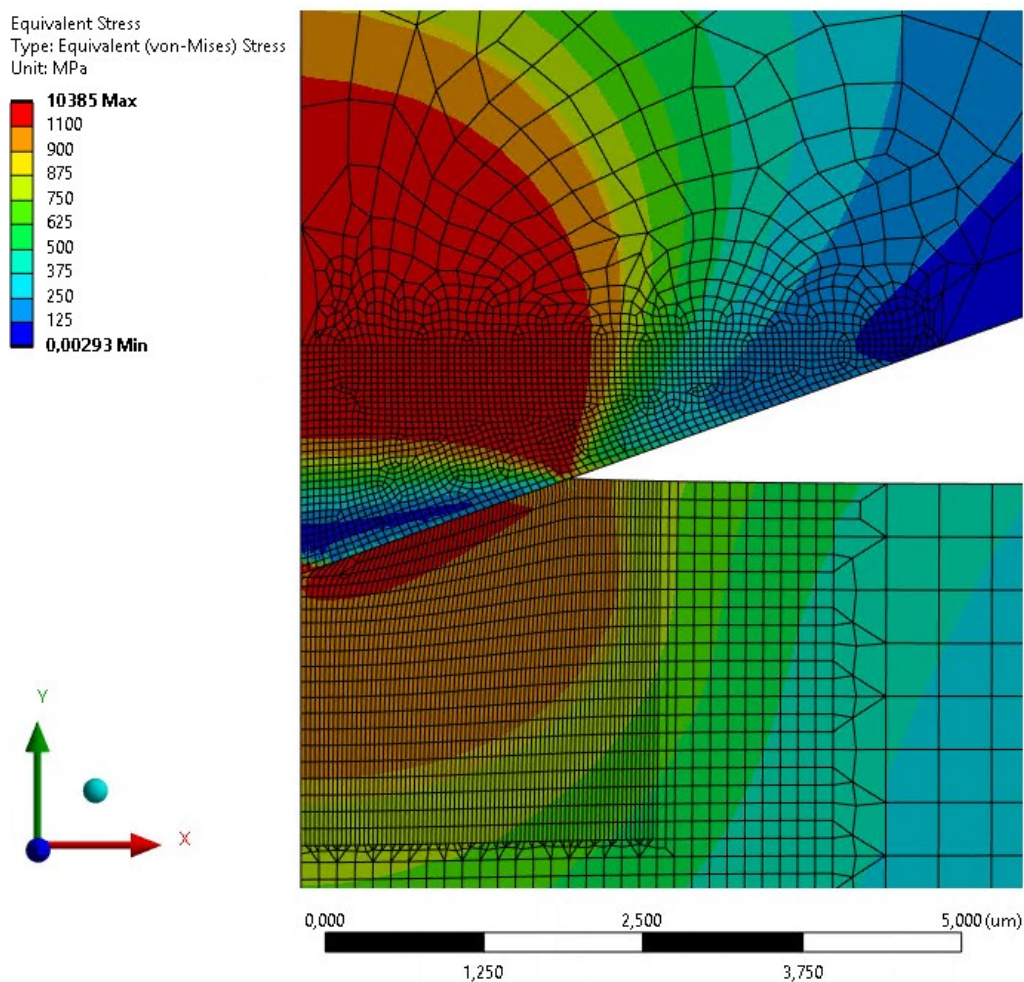 Equivalent Stress
Type: Equivalent (von-Mises) Stress
Unit: MPa
10385 Max
1100
900
875
750
625
500
375
250
125
0,00293 Min
Y
X
0,000
2,500
5,000 (um)
1,250
3,750